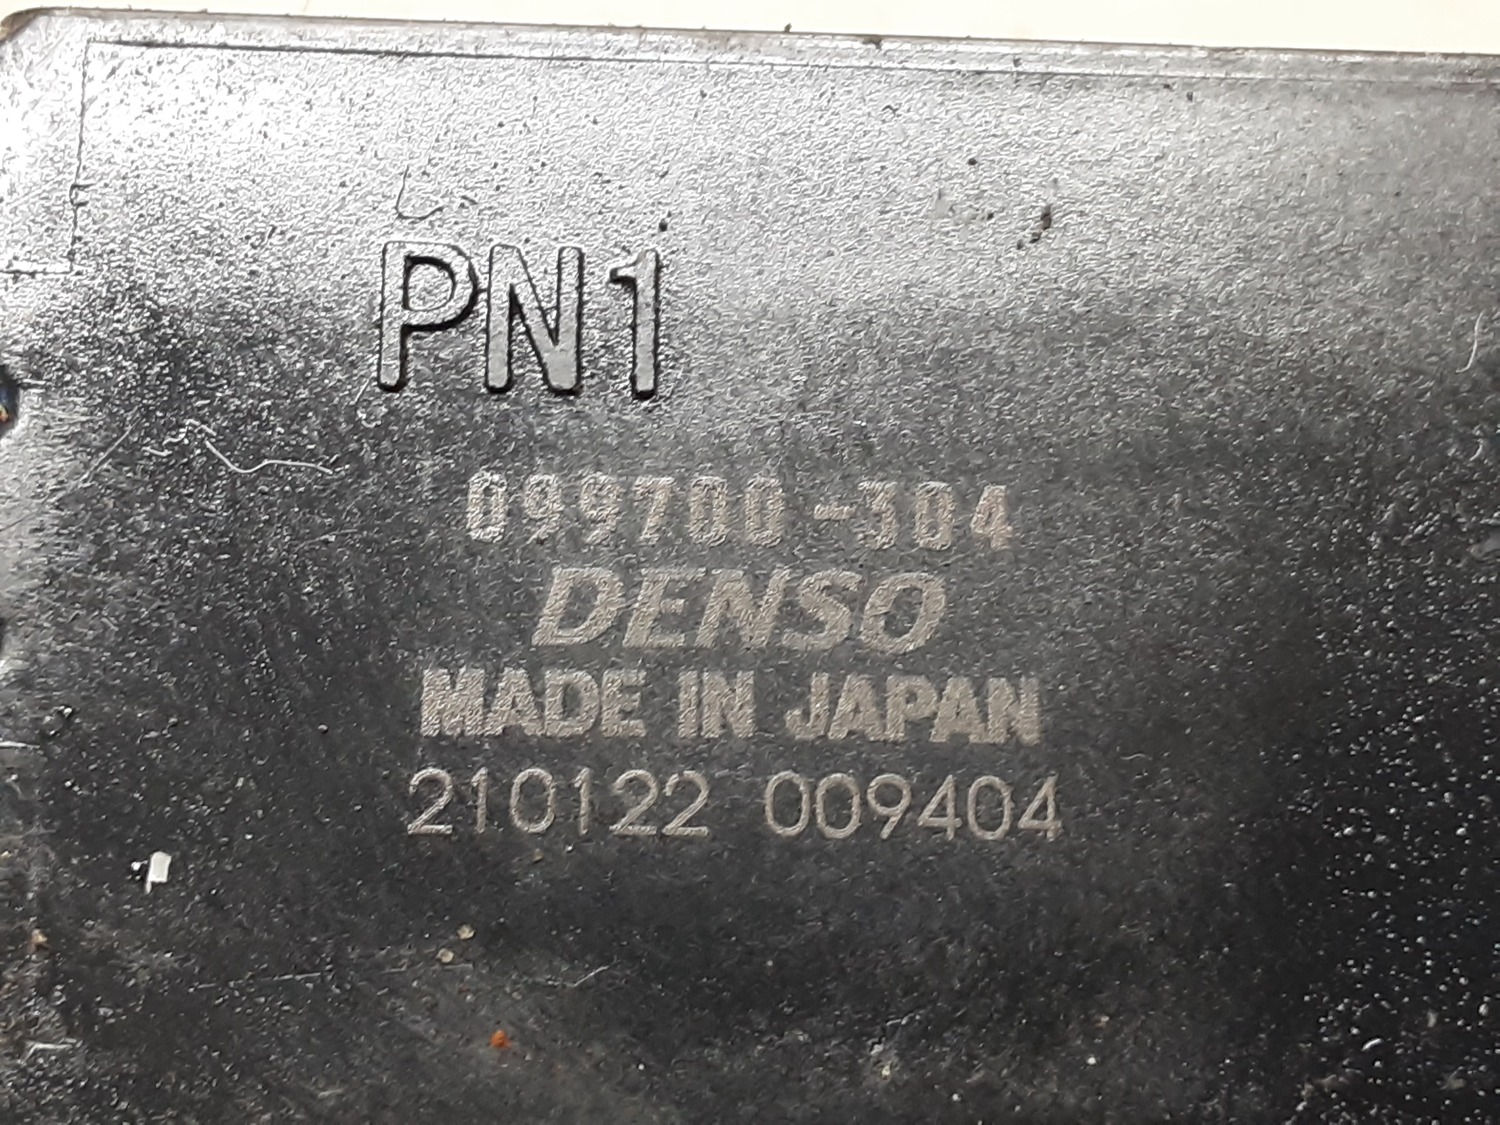 PN1
099700-304
DENSO
MADE IN JAPAN
210122 009404